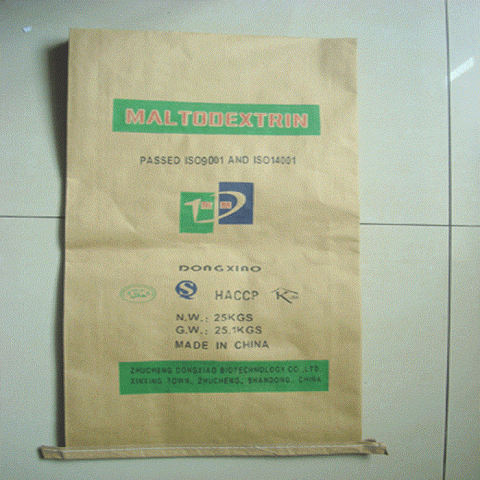 MALTODEXTRIN
PASSED ISO9001 AND ISO14001
DONGXIAO
HACCP
N.W.: 25KGS
G.W.: 25.1KGS
MADE IN CHINA
ZHUCHENG DONGXIAO BIOTECHNOLOGY CO.,LTD.
XINXING TOWN, ZHUCHENG, SHANDONG, CHINA